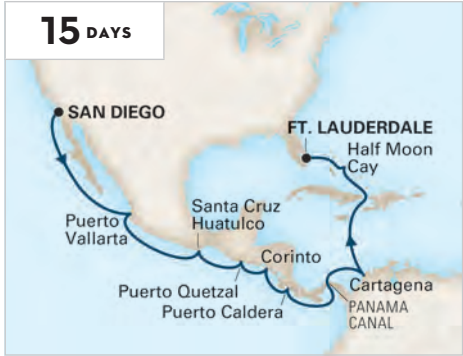 15 DAYS
SAN DIEGO
FT. LAUDERDALE
Half Moon
Cay
Santa Cruz
Huatulco
Puerto
Vallarta
Corinto
Puerto Quetzal
Puerto Caldera
Cartagena
PANAMA
CANAL